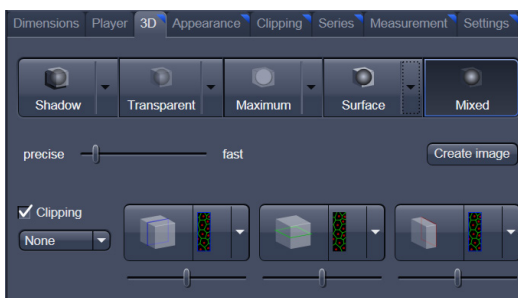 Dimensions Player 3D Appearance Clipping Series Measurement Settings
Shadow Transparent Maximum Surface Mixed
precise fast Create image
Clipping
None